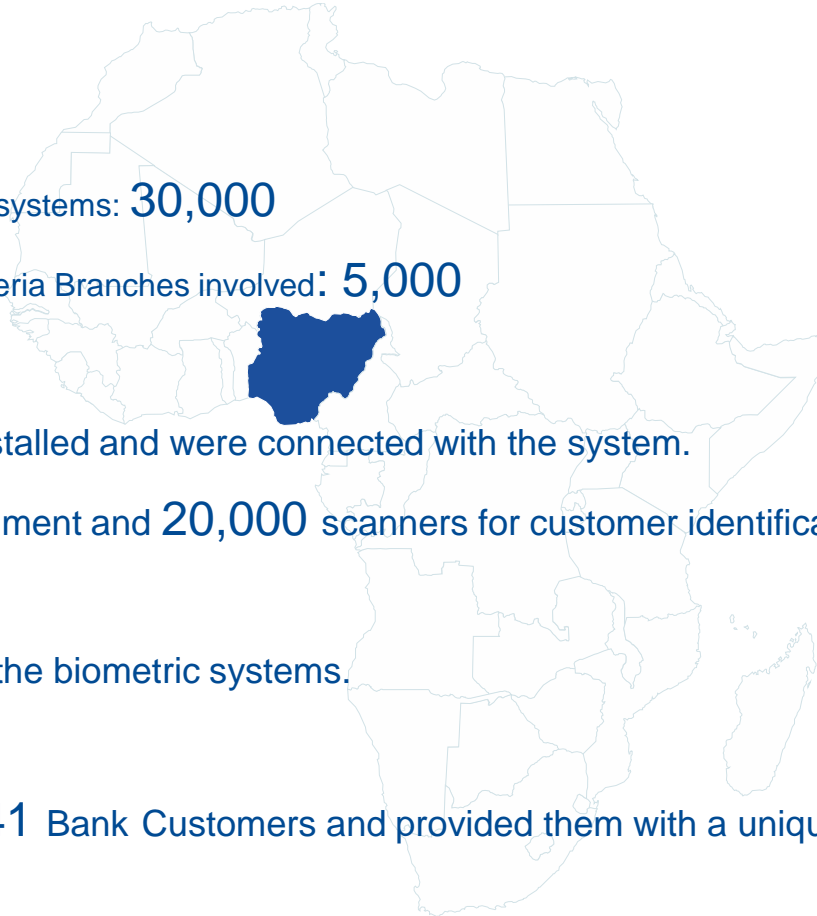 systems: 30,000
eria Branches involved: 5,000
stalled and were connected with the system.
ment and 20,000 scanners for customer identifica
the biometric systems.
1 Bank Customers and provided them with a uniqu